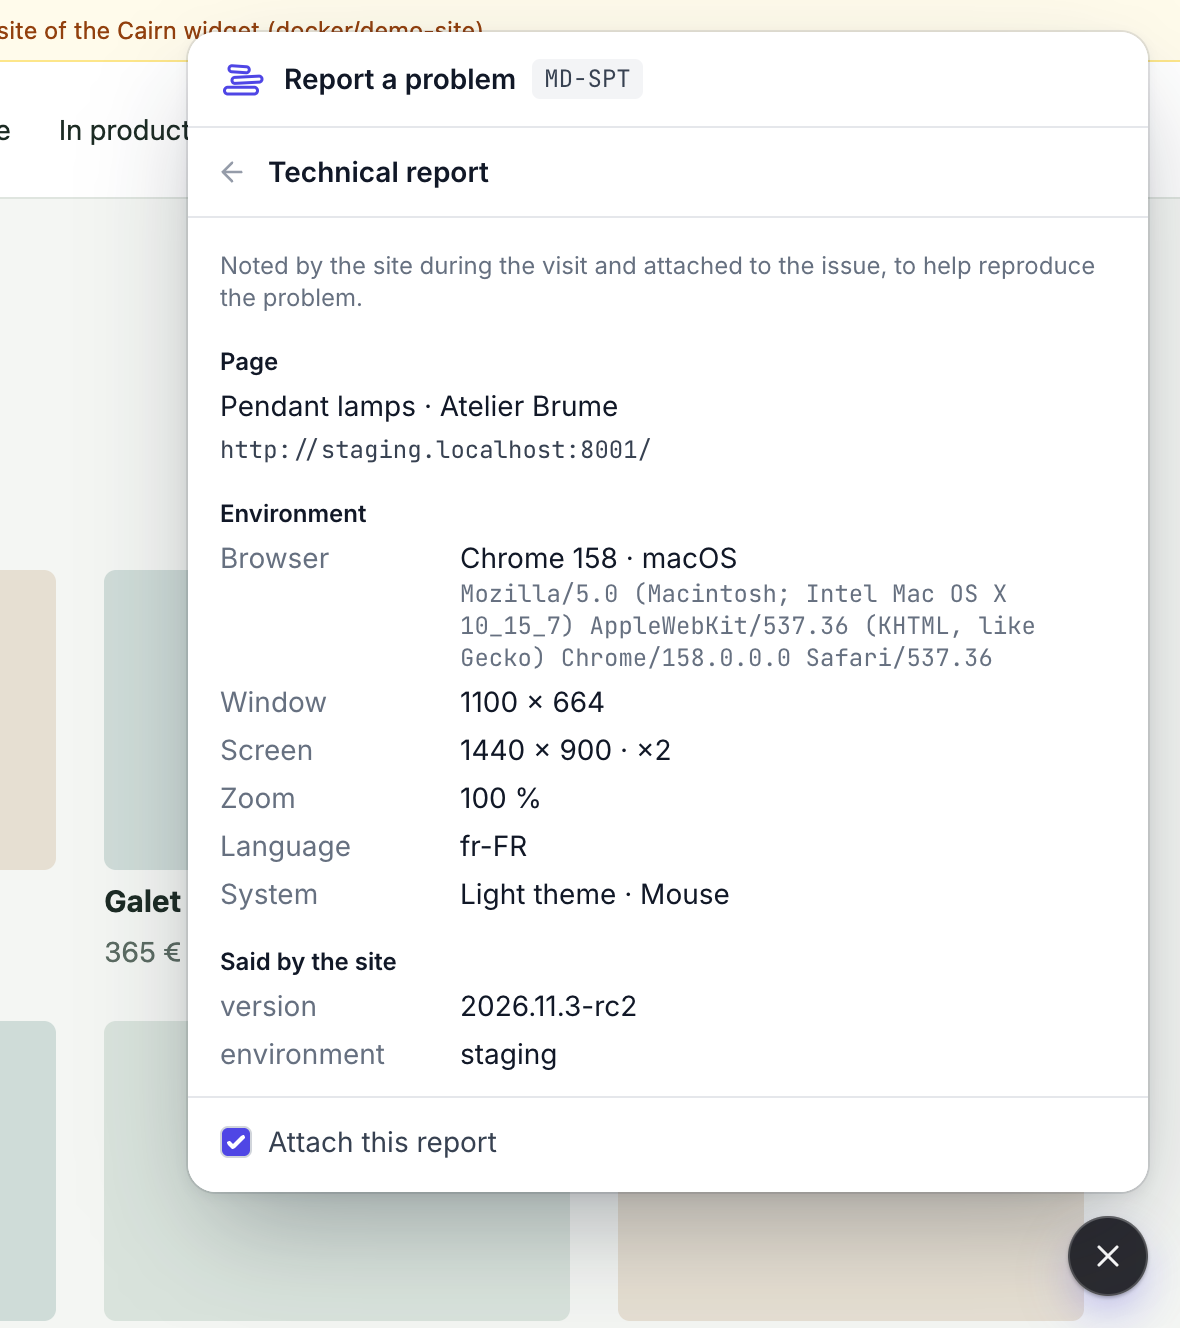 site of the Cairn widget (docker/demo-site)
Report a problem MD-SPT
e In product
Technical report
Noted by the site during the visit and attached to the issue, to help reproduce
the problem.
Page
Pendant lamps · Atelier Brume
http://staging.localhost:8001/
Environment
Browser Chrome 158 · macOS
Mozilla/5.0 (Macintosh; Intel Mac OS X
10_15_7) AppleWebKit/537.36 (KHTML, like
Gecko) Chrome/158.0.0.0 Safari/537.36
Window 1100 × 664
Screen 1440 × 900 · ×2
Zoom 100 %
Language fr-FR
System Light theme · Mouse
Galet
365 €
Said by the site
version 2026.11.3-rc2
environment staging
Attach this report